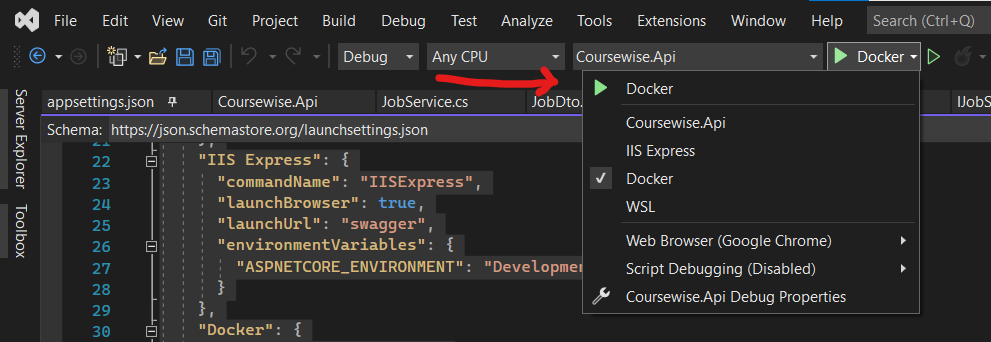 File Edit View Git Project Build Debug Test Analyze Tools Extensions Window Help Search (Ctrl+Q)
Debug Any CPU Coursewise.Api Docker
Server Explorer
Toolbox
appsettings.json Coursewise.Api JobService.cs JobDto. IJobS
Schema: https://json.schemastore.org/launchsettings.json
21 },
22 "IIS Express": {
23 "commandName": "IISExpress",
24 "launchBrowser": true,
25 "launchUrl": "swagger",
26 "environmentVariables": {
27 "ASPNETCORE_ENVIRONMENT": "Developmen
28 }
29 },
30 "Docker": {
Docker
Coursewise.Api
IIS Express
Docker
WSL
Web Browser (Google Chrome)
Script Debugging (Disabled)
Coursewise.Api Debug Properties